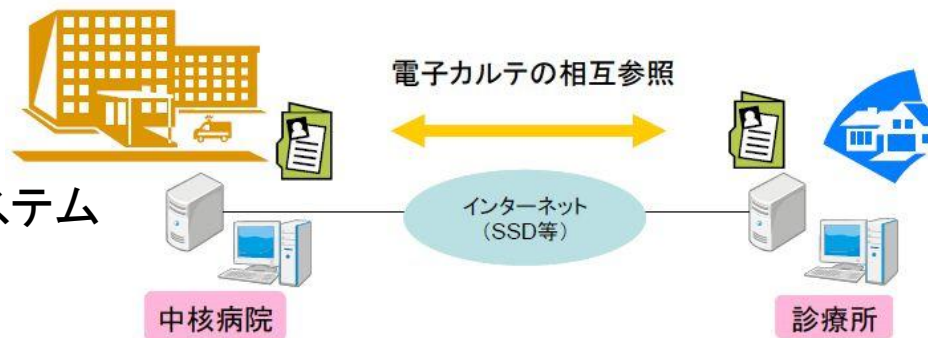 電子カルテの相互参照
ステム
インターネット
（SSD等）
中核病院
診療所